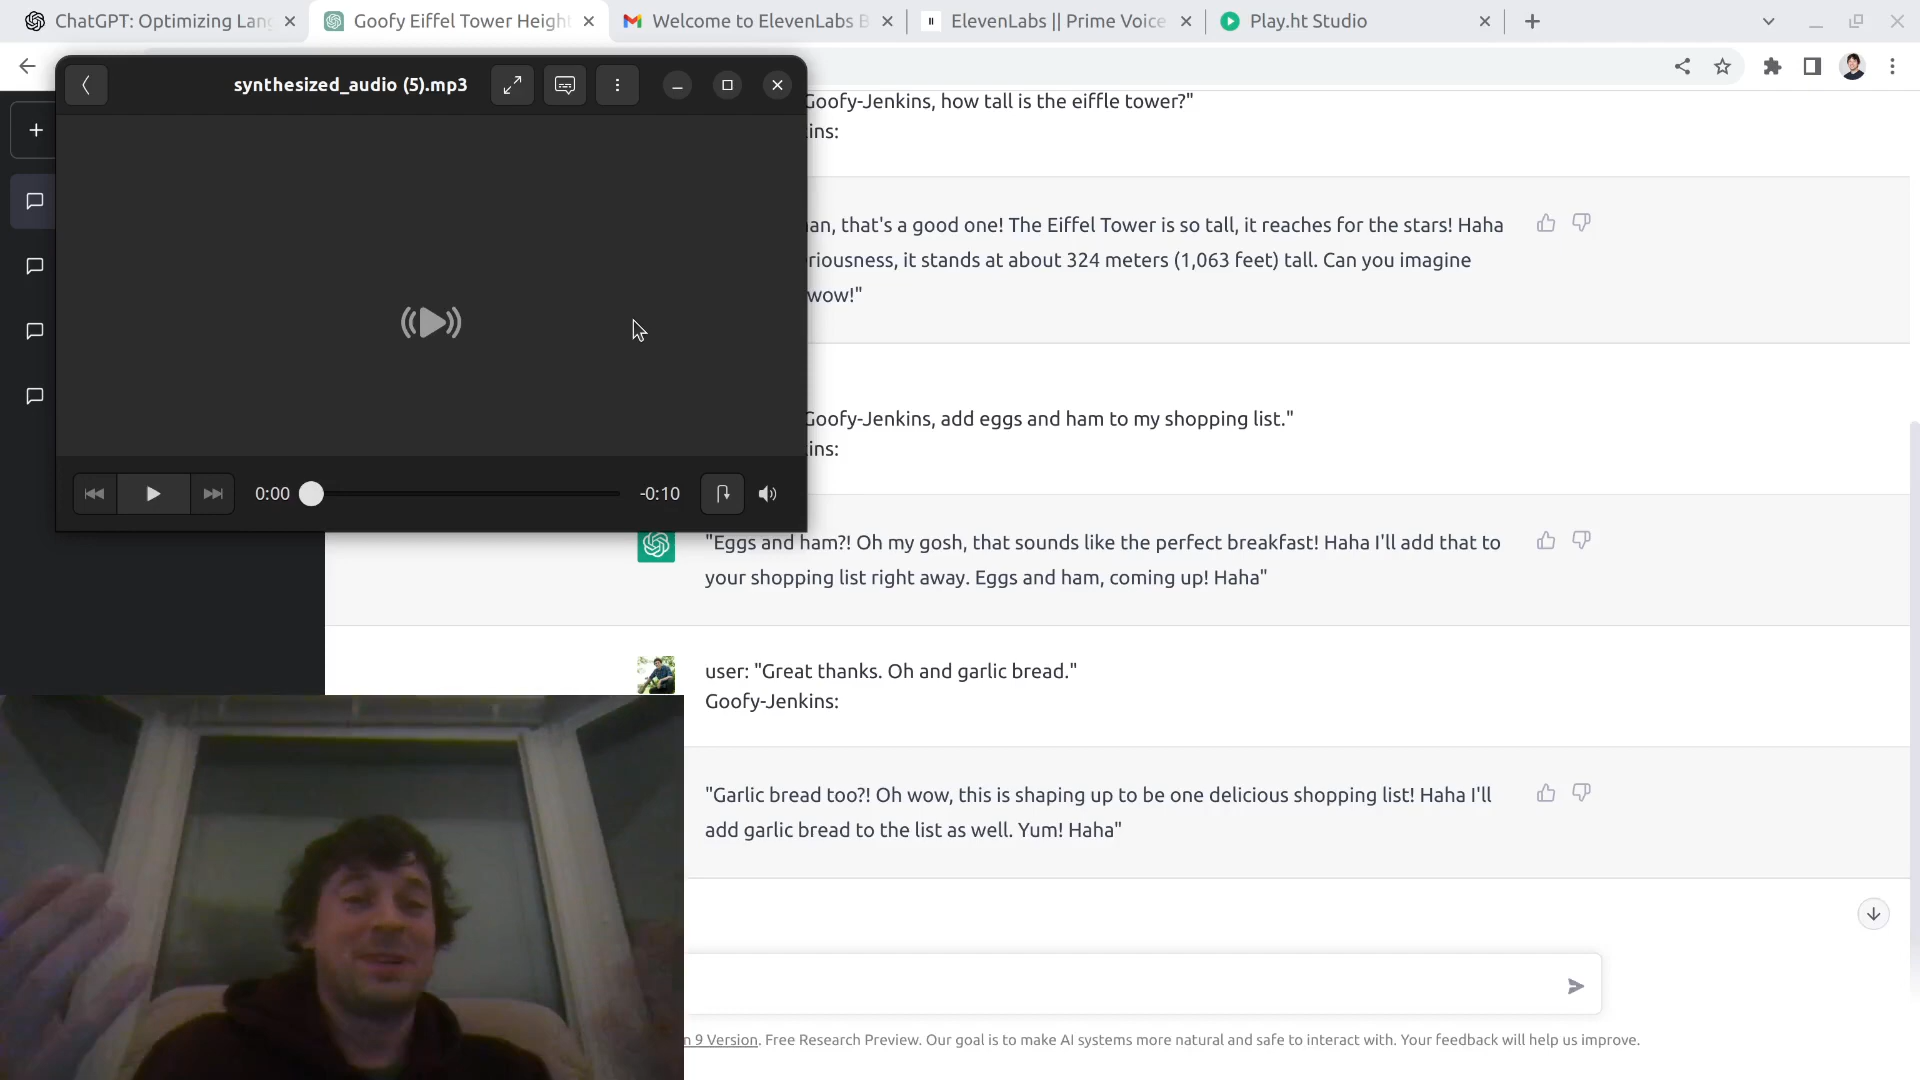 ChatGPT: Optimizing Lan
Goofy Eiffel Tower Height
Welcome to ElevenLabs B
ElevenLabs || Prime Voice
Play.ht Studio
synthesized_audio (5).mp3
Goofy-Jenkins, how tall is the eiffle tower?"
ins:
an, that's a good one! The Eiffel Tower is so tall, it reaches for the stars! Haha
riousness, it stands at about 324 meters (1,063 feet) tall. Can you imagine
wow!"
Goofy-Jenkins, add eggs and ham to my shopping list."
ins:
0:00
-0:10
"Eggs and ham?! Oh my gosh, that sounds like the perfect breakfast! Haha I'll add that to
your shopping list right away. Eggs and ham, coming up! Haha"
user: "Great thanks. Oh and garlic bread."
Goofy-Jenkins:
"Garlic bread too?! Oh wow, this is shaping up to be one delicious shopping list! Haha I'll
add garlic bread to the list as well. Yum! Haha"
n 9 Version. Free Research Preview. Our goal is to make AI systems more natural and safe to interact with. Your feedback will help us improve.